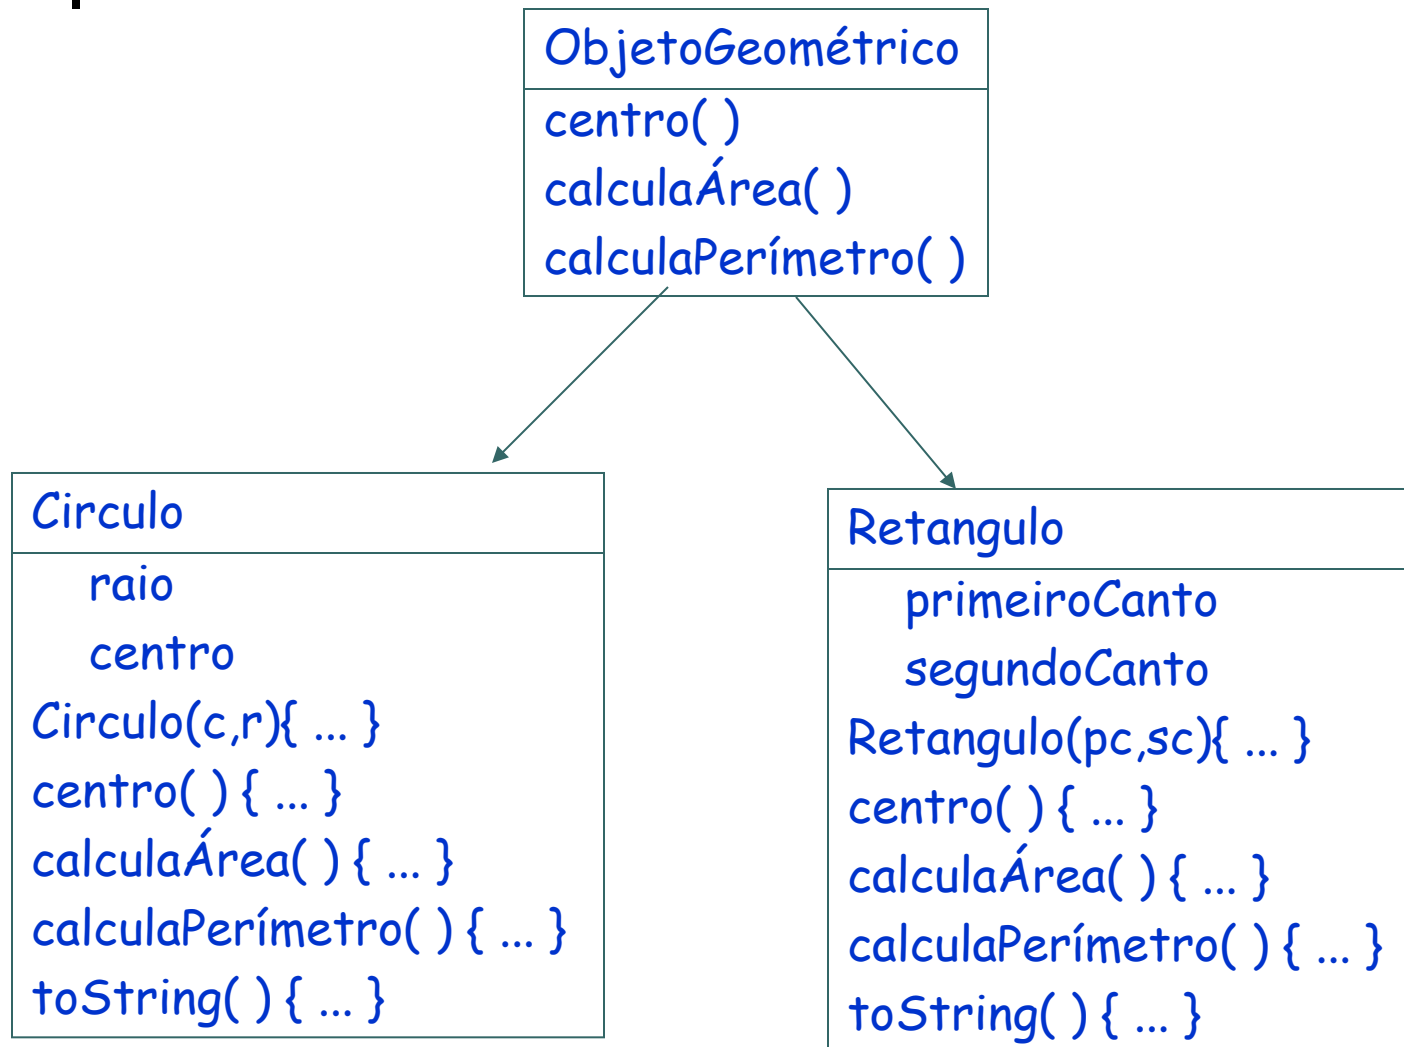 ObjetoGeométrico
centro( )
calculaÁrea( )
calculaPerímetro( )
Circulo
raio
centro
Circulo(c,r){ ... }
centro( ) { ... }
calculaÁrea( ) { ... }
calculaPerímetro( ) { ... }
toString( ) { ... }
Retangulo
primeiroCanto
segundoCanto
Retangulo(pc,sc){ ... }
centro( ) { ... }
calculaÁrea( ) { ... }
calculaPerímetro( ) { ... }
toString( ) { ... }